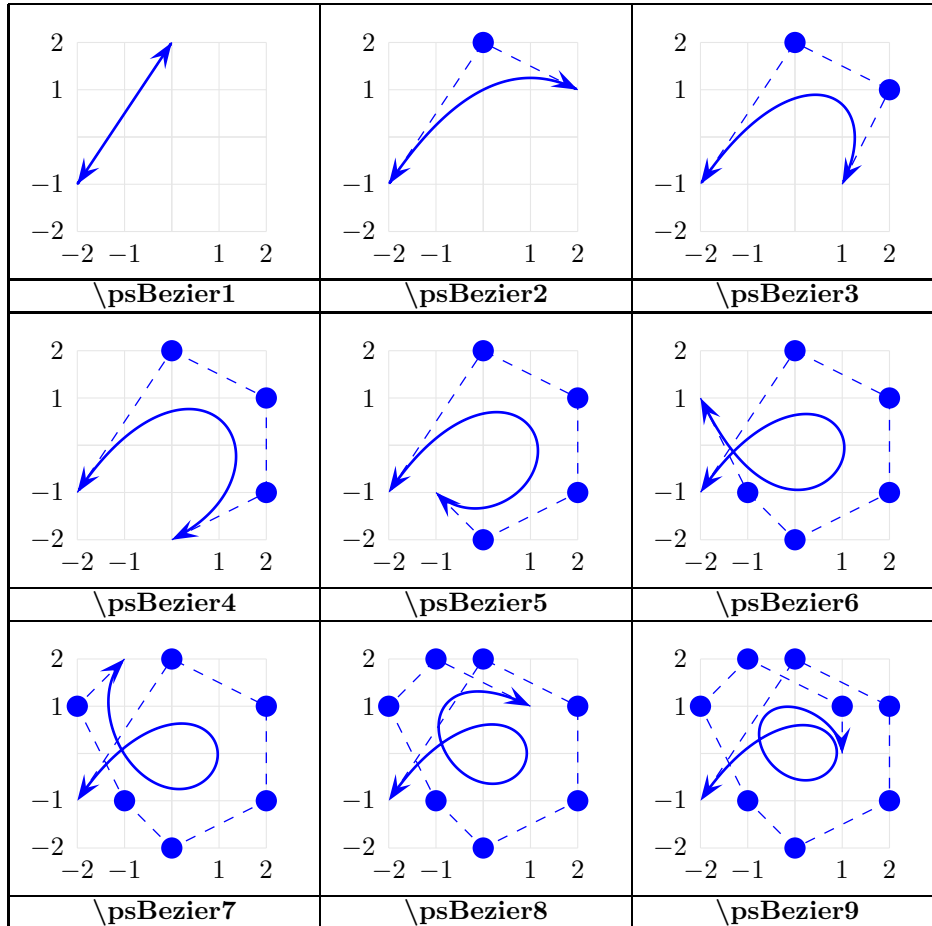 2 2 2
1 1 1
−1 −1 −1
−2 −2 −2
−2 −1 1 2 −2 −1 1 2 −2 −1 1 2
\psBezier1 \psBezier2 \psBezier3
2 2 2
1 1 1
−1 −1 −1
−2 −2 −2
−2 −1 1 2 −2 −1 1 2 −2 −1 1 2
\psBezier4 \psBezier5 \psBezier6
2 2 2
1 1 1
−1 −1 −1
−2 −2 −2
−2 −1 1 2 −2 −1 1 2 −2 −1 1 2
\psBezier7 \psBezier8 \psBezier9